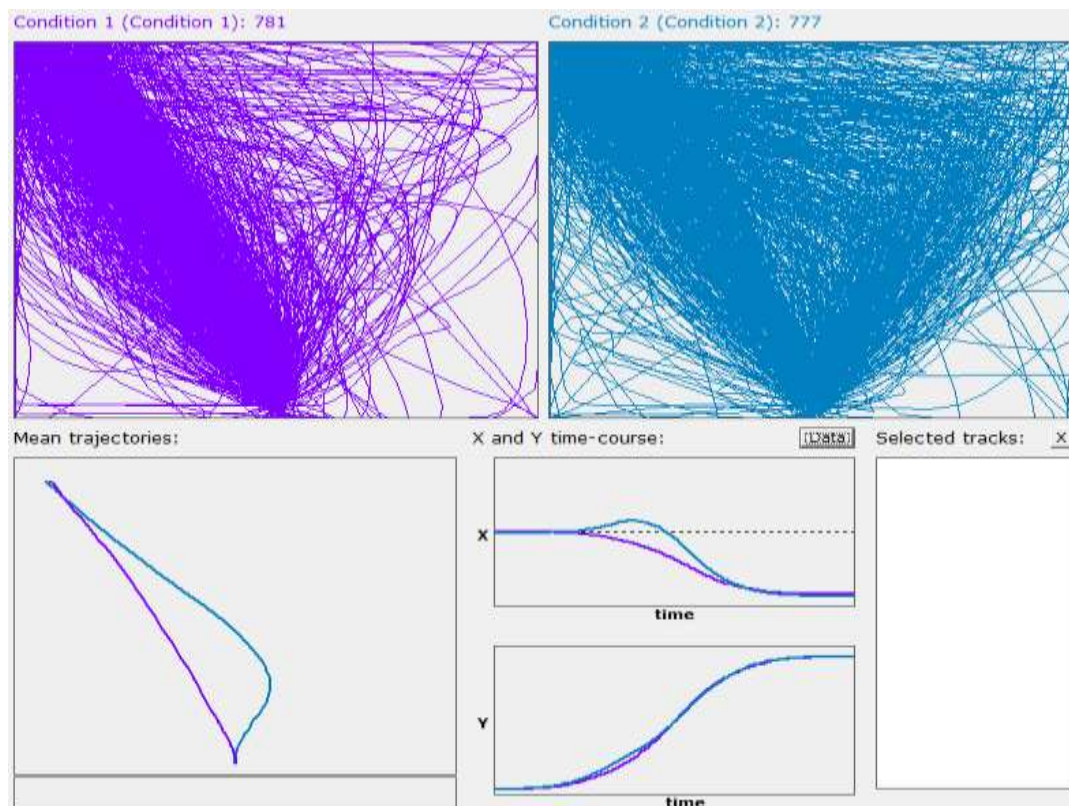 Condition 1 (Condition 1): 781
Condition 2 (Condition 2): 777
Mean trajectories:
X and Y time-course:
(Data)
Selected tracks:
X
X
time
Y
time